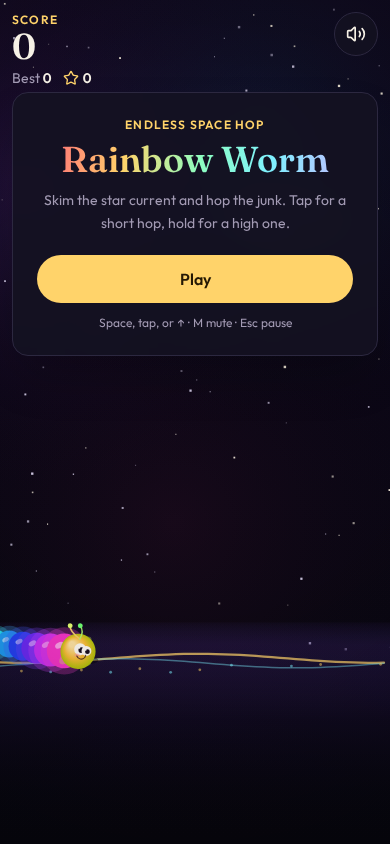 SCORE
0
Best 0 0
ENDLESS SPACE HOP
Rainbow Worm
Skim the star current and hop the junk. Tap for a
short hop, hold for a high one.
Play
Space, tap, or ↑ · M mute · Esc pause